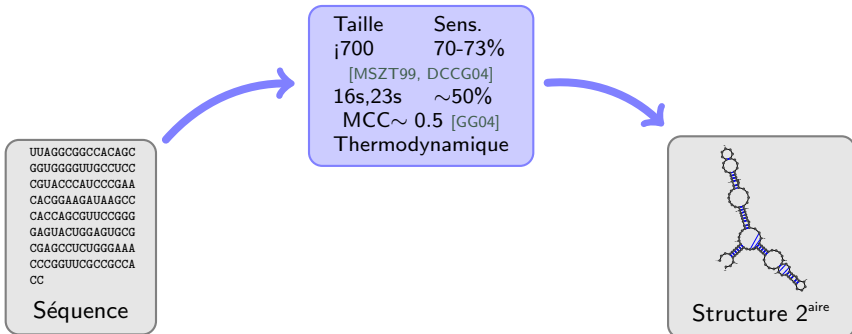 Taille Sens.
¡700 70-73%
[MSZT99, DCCG04]
16s,23s ∼50%
MCC∼ 0.5 [GG04]
Thermodynamique
UUAGGCGGCCACAGC
GGUGGGGUUGCCUCC
CGUACCCAUCCCGAA
CACGGAAGAUAAGCC
CACCAGCGUUCCGGG
GAGUACUGGAGUGCG
CGAGCCUCUGGGAAA
CCCGGUUCGCCGCCA
CC
Séquence
Structure 2aire